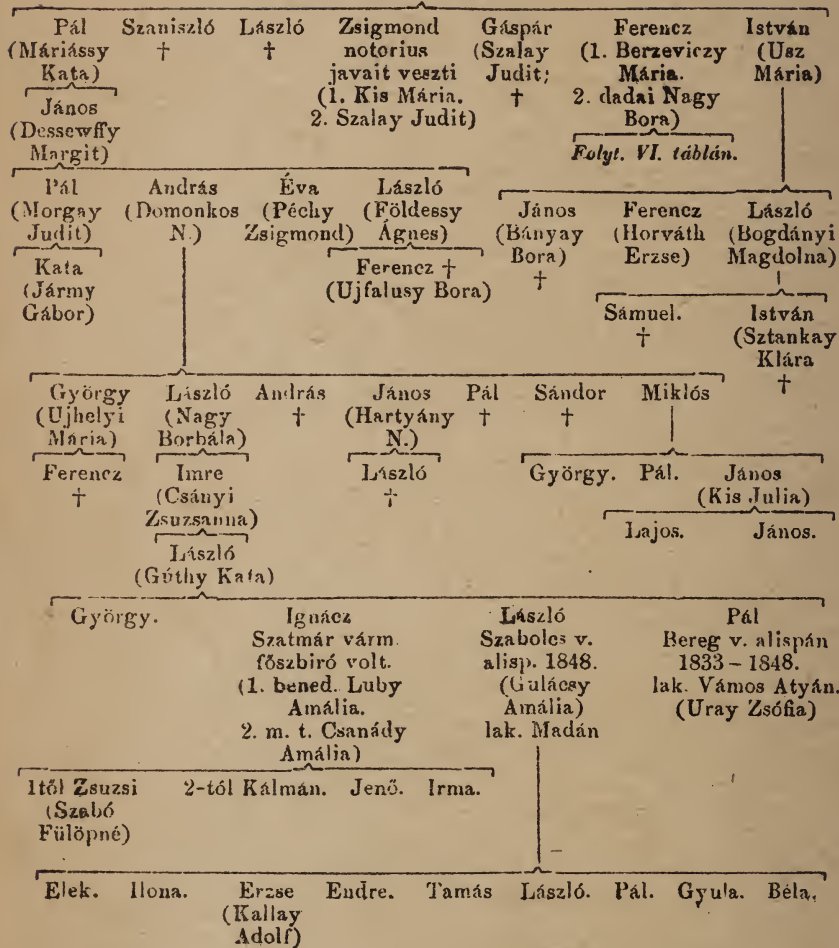 Pál Szaniszló László Zsigmond Gáspár Ferencz István
(Máriássy † † notorius (Szalay (1. Berzeviczy (Usz
Kata) javait veszti Judit; Mária. Mária)
János (1. Kis Mária. † 2. dadai Nagy
(Dessewffy 2. Szalay Judit) Bora)
Margit) Folyt. VI. táblán.
Pál András Éva László János Ferencz László
(Morgay (Domonkos (Péchy (Földessy (Bányay (Horváth (Bogdányi
Judit) N.) Zsigmond) Ágnes) Bora) Erzse) Magdolna)
Kata Ferencz † †
(Jármy (Ujfalusy Bora)
Gábor) Sámuel. István
† (Sztankay
Klára
†
György László András János Pál Sándor Miklós
(Ujhelyi (Nagy † (Hartyány † †
Mária) Borbála) N.)
Ferencz Imre László György. Pál. János
† (Csányi † (Kis Julia)
Zsuzsanna) Lajos. János.
László
(Gúthy Kata)
György. Ignácz László Pál
Szatmár várm. Szabolcs v. Bereg v. alispán
főszbiró volt. alisp. 1848. 1833–1848.
(1. bened. Luby (Gulácsy lak. Vámos Atyán.
Amália. Amália) (Uray Zsófia)
2. m. t. Csanády lak. Madán
Amália)
1től Zsuzsi 2-tól Kálmán. Jenő. Irma.
(Szabó
Fülöpné)
Elek. Ilona. Erzse Endre. Tamás László. Pál. Gyula. Béla.
(Kallay
Adolf)